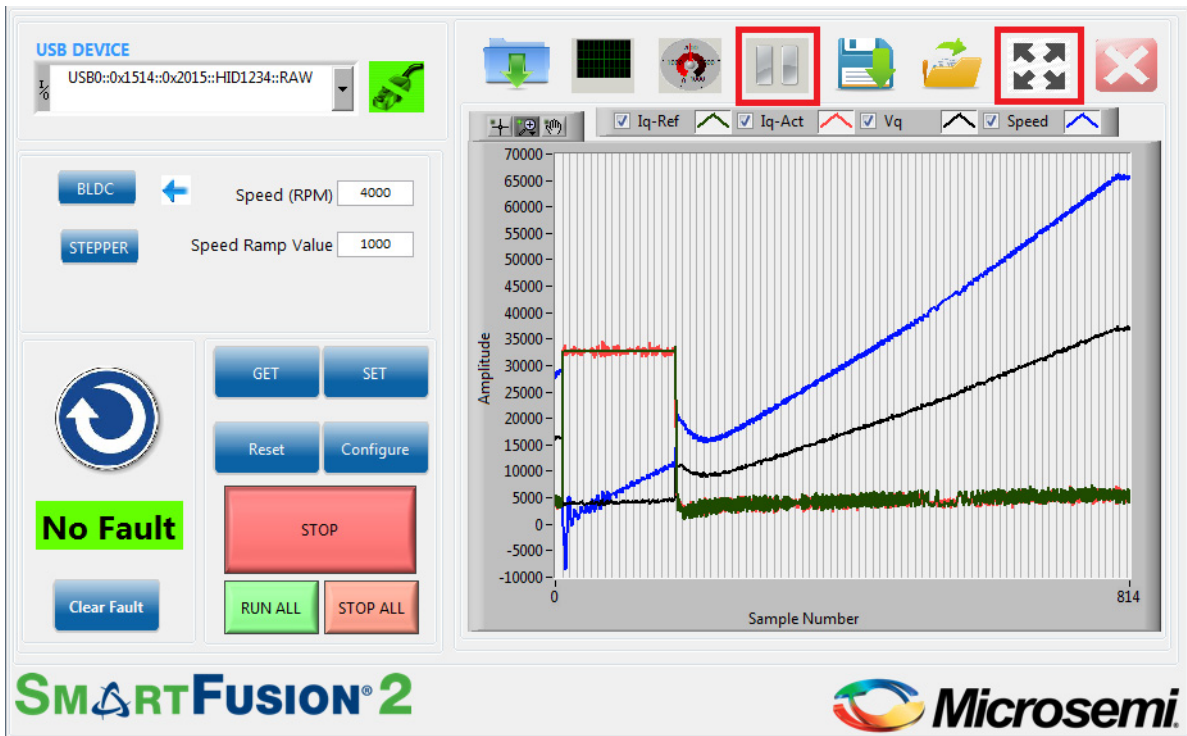 USB DEVICE
I/O
USB0::0x1514::0x2015::HID1234::RAW
BLDC
Speed (RPM) 4000
STEPPER
Speed Ramp Value 1000
GET SET
Reset Configure
No Fault
STOP
Clear Fault
RUN ALL STOP ALL
Iq-Ref Iq-Act Vq Speed
70000
65000
60000
55000
50000
45000
40000
35000
30000
25000
20000
15000
10000
5000
0
-5000
-10000
Amplitude
0 814
Sample Number
SMARTFUSION® 2
Microsemi.